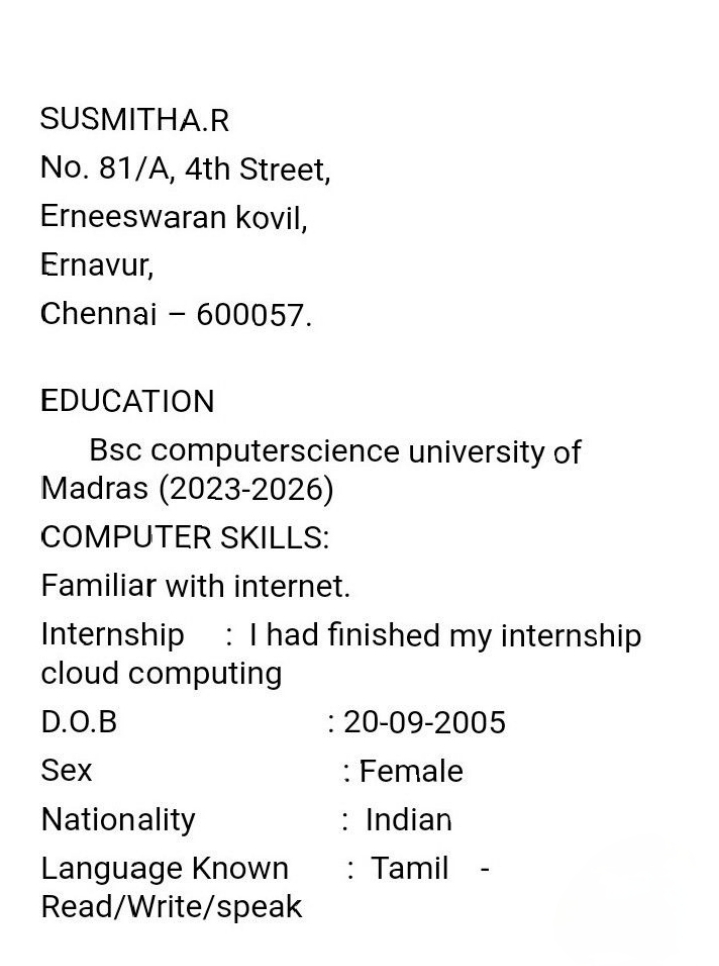 SUSMITHA.R
No. 81/A, 4th Street,
Erneeswaran kovil,
Ernavur,
Chennai – 600057.
EDUCATION
Bsc computerscience university of
Madras (2023-2026)
COMPUTER SKILLS:
Familiar with internet.
Internship : I had finished my internship
cloud computing
D.O.B : 20-09-2005
Sex : Female
Nationality : Indian
Language Known : Tamil -
Read/Write/speak